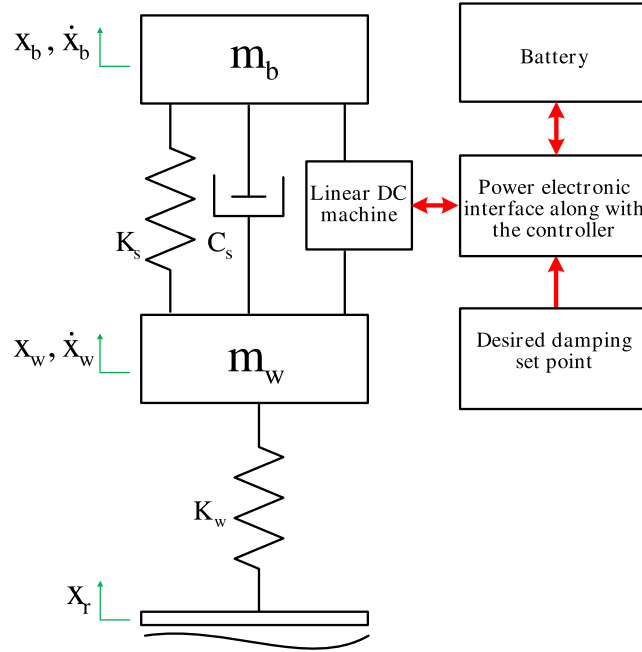 x_b , ẋ_b
m_b
Battery
K_s
C_s
Linear DC
machine
Power electronic
interface along with
the controller
x_w, ẋ_w
m_w
Desired damping
set point
K_w
x_r